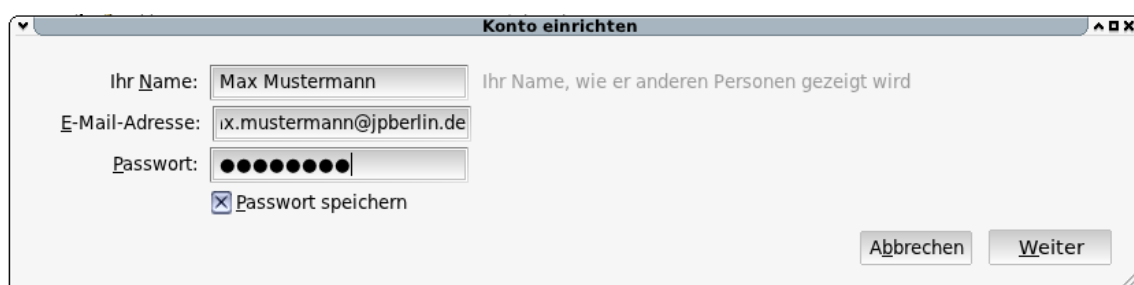 Konto einrichten
Ihr Name: Max Mustermann Ihr Name, wie er anderen Personen gezeigt wird
E-Mail-Adresse: x.mustermann@jpberlin.de
Passwort: ●●●●●●●●
Passwort speichern
Abbrechen Weiter